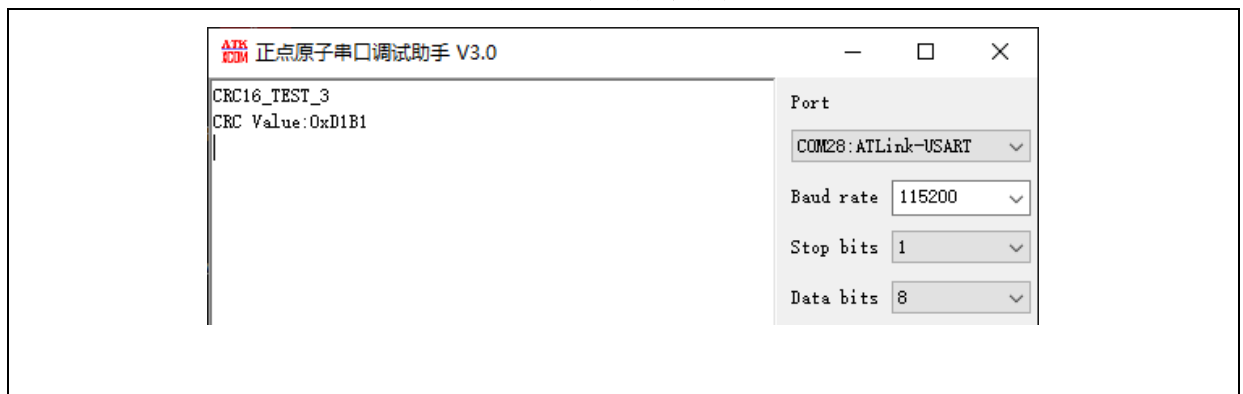 ATK
XCOM
正点原子串口调试助手 V3.0
CRC16_TEST_3
CRC Value:0xD1B1
Port
COM28:ATLink-USART
Baud rate 115200
Stop bits 1
Data bits 8